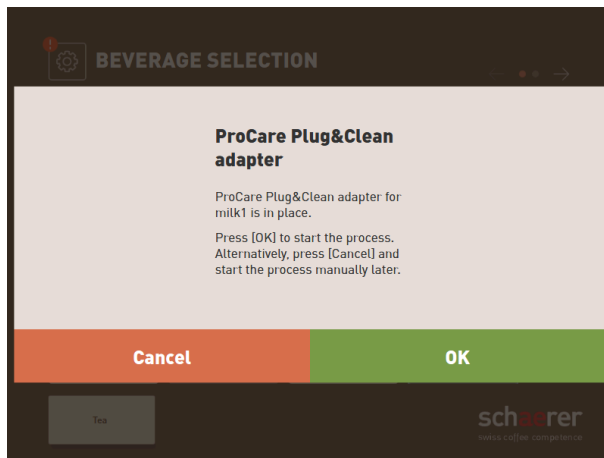 !
BEVERAGE SELECTION
ProCare Plug&Clean
adapter
ProCare Plug&Clean adapter for
milk1 is in place.
Press [OK] to start the process.
Alternatively, press [Cancel] and
start the process manually later.
Cancel
OK
Tea
schaerer
swiss coffee competence